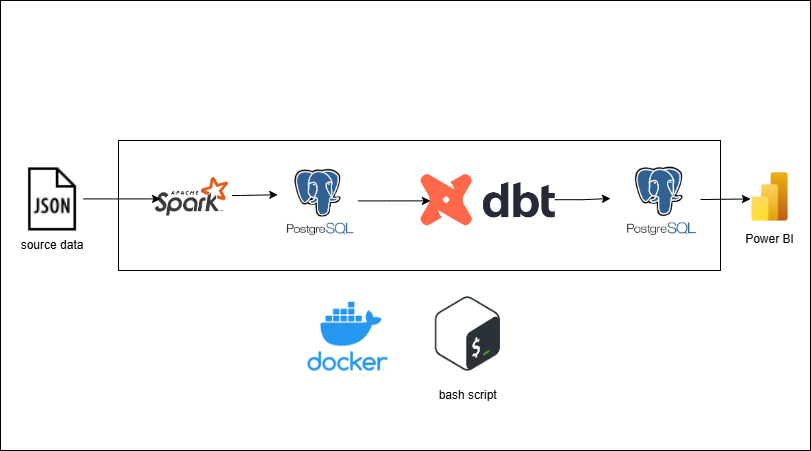 JSON
source data
APACHE
Spark
PostgreSQL
dbt
PostgreSQL
Power BI
docker
$
bash script